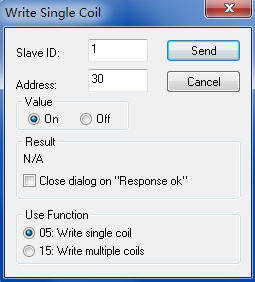 Write Single Coil
Slave ID: 1 Send
Address: 30 Cancel
Value
On Off
Result
N/A
Close dialog on "Response ok"
Use Function
05: Write single coil
15: Write multiple coils